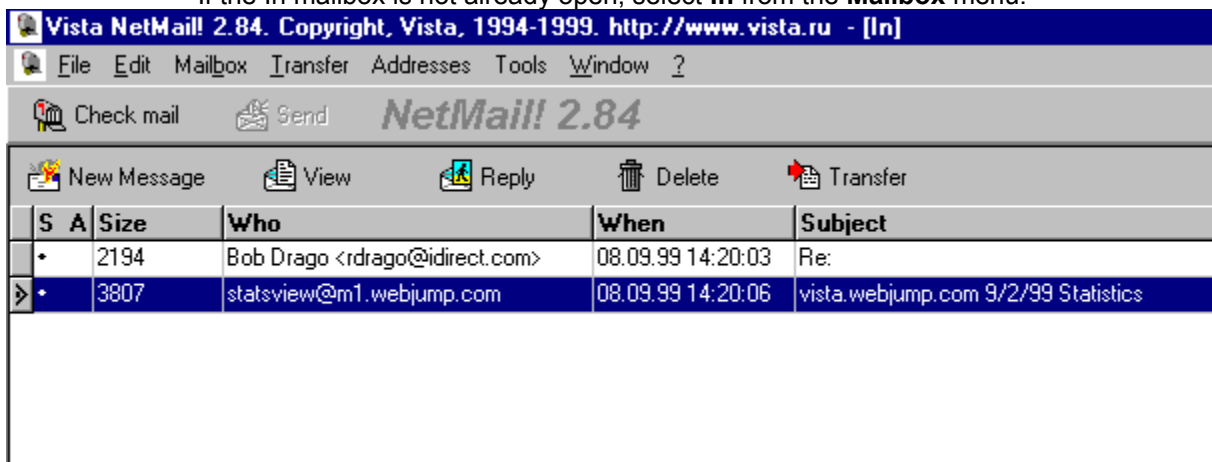 If the In mailbox is not already open, select In from the Mailbox menu.
Vista NetMail! 2.84. Copyright, Vista, 1994-1999. http://www.vista.ru - [In]
File Edit Mailbox Transfer Addresses Tools Window ?
Check mail Send NetMail! 2.84
New Message View Reply Delete Transfer
S A Size Who When Subject
• 2194 Bob Drago <rdrago@idirect.com> 08.09.99 14:20:03 Re:
• 3807 statsview@m1.webjump.com 08.09.99 14:20:06 vista.webjump.com 9/2/99 Statistics